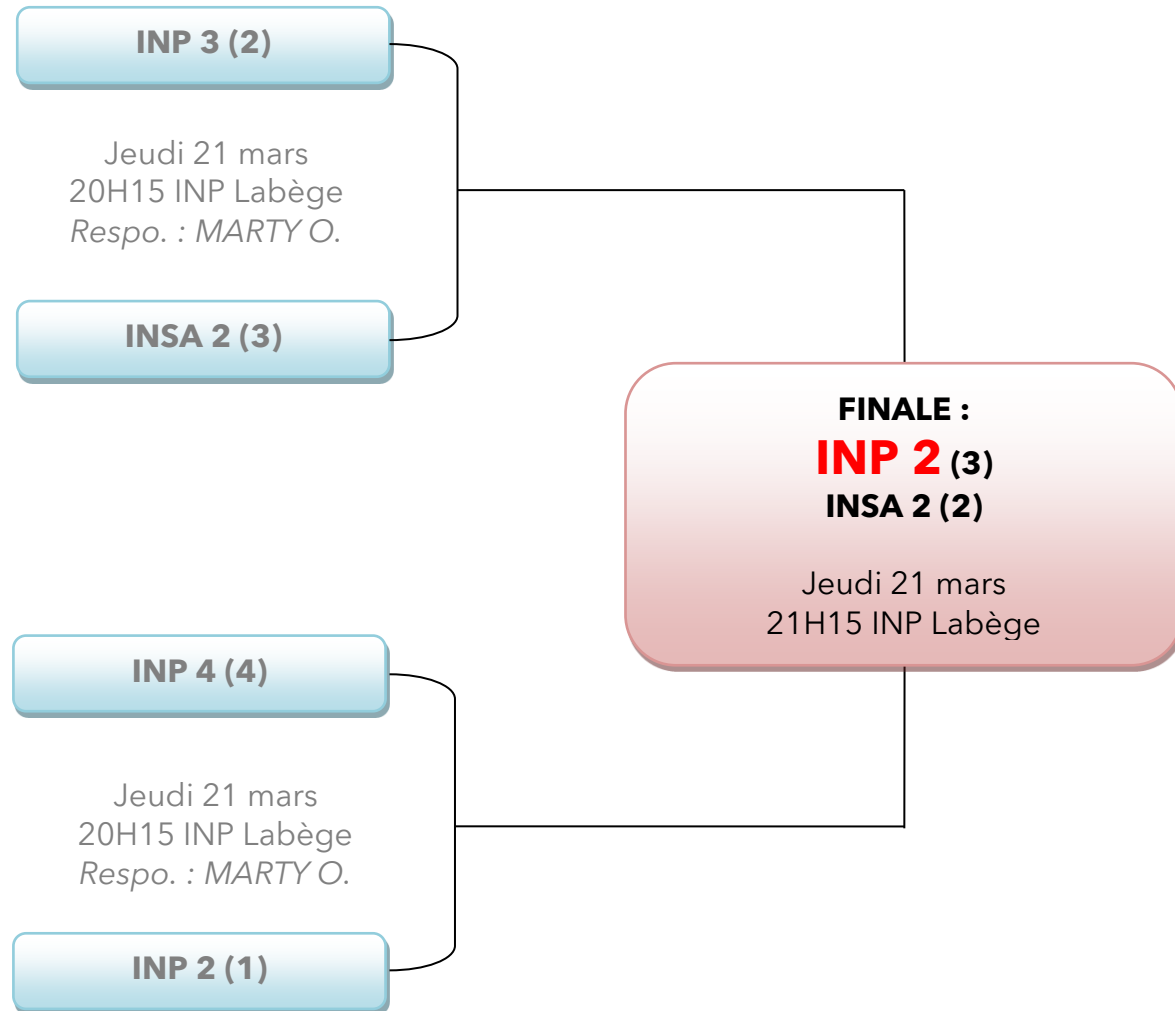 INP 3 (2)
Jeudi 21 mars
20H15 INP Labège
Respo. : MARTY O.
INSA 2 (3)
FINALE :
INP 2 (3)
INSA 2 (2)
Jeudi 21 mars
21H15 INP Labège
INP 4 (4)
Jeudi 21 mars
20H15 INP Labège
Respo. : MARTY O.
INP 2 (1)